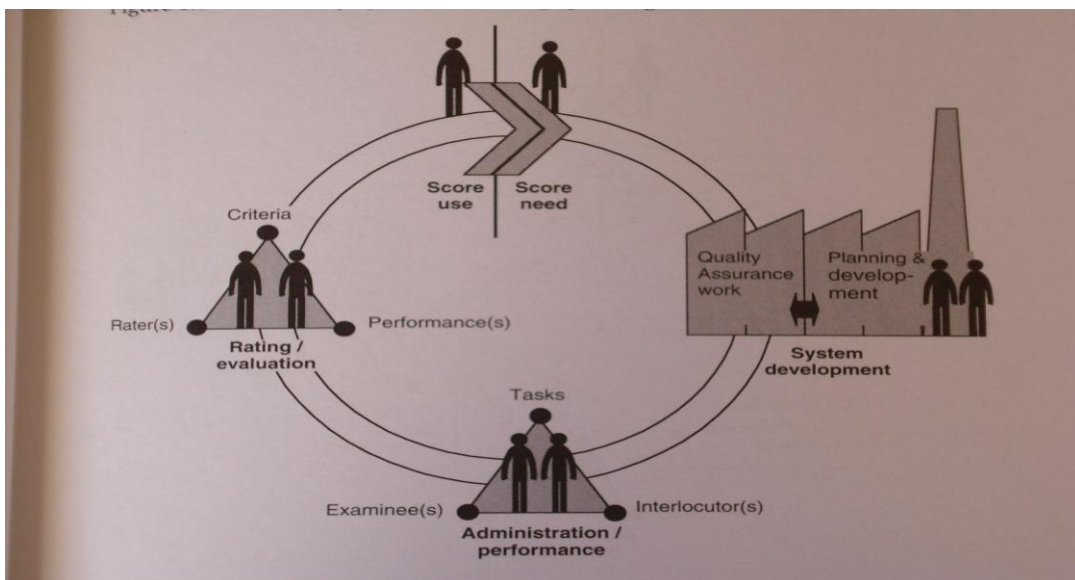 Figure
Score
use
Score
need
Criteria
Rater(s)
Performance(s)
Rating /
evaluation
Quality
Assurance
work
Planning &
develop-
ment
System
development
Tasks
Examinee(s)
Interlocutor(s)
Administration /
performance